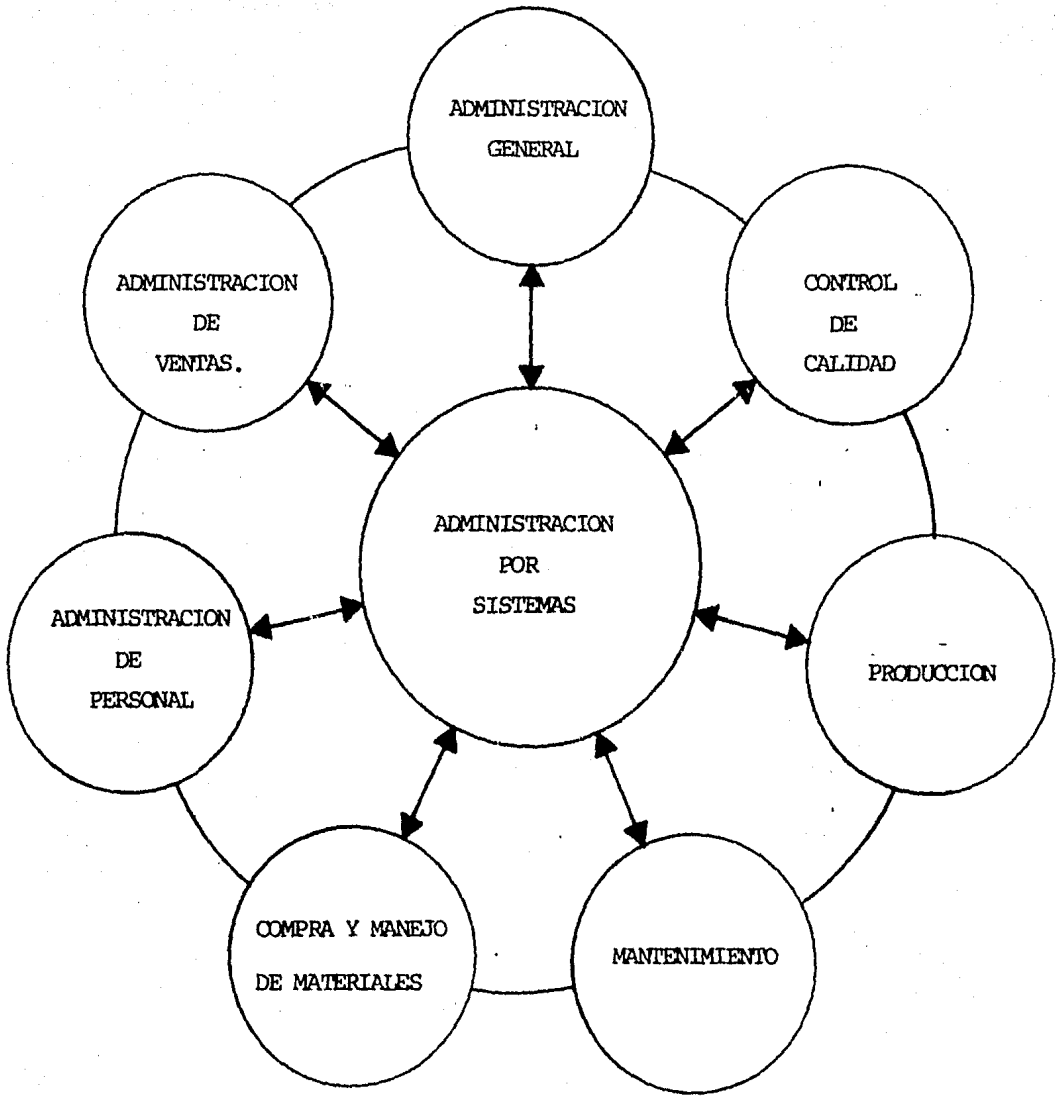 ADMINISTRACION
GENERAL
CONTROL
DE
CALIDAD
PRODUCCION
MANTENIMIENTO
COMPRA Y MANEJO
DE MATERIALES
ADMINISTRACION
DE
PERSONAL
ADMINISTRACION
DE
VENTAS.
ADMINISTRACION
POR
SISTEMAS